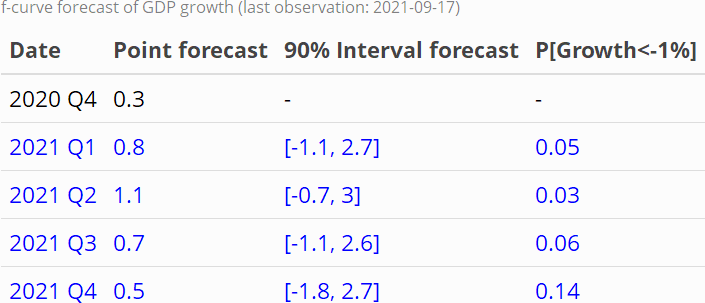 f-curve forecast of GDP growth (last observation: 2021-09-17)
Date Point forecast 90% Interval forecast P[Growth<-1%]
2020 Q4 0.3 - -
2021 Q1 0.8 [-1.1, 2.7] 0.05
2021 Q2 1.1 [-0.7, 3] 0.03
2021 Q3 0.7 [-1.1, 2.6] 0.06
2021 Q4 0.5 [-1.8, 2.7] 0.14